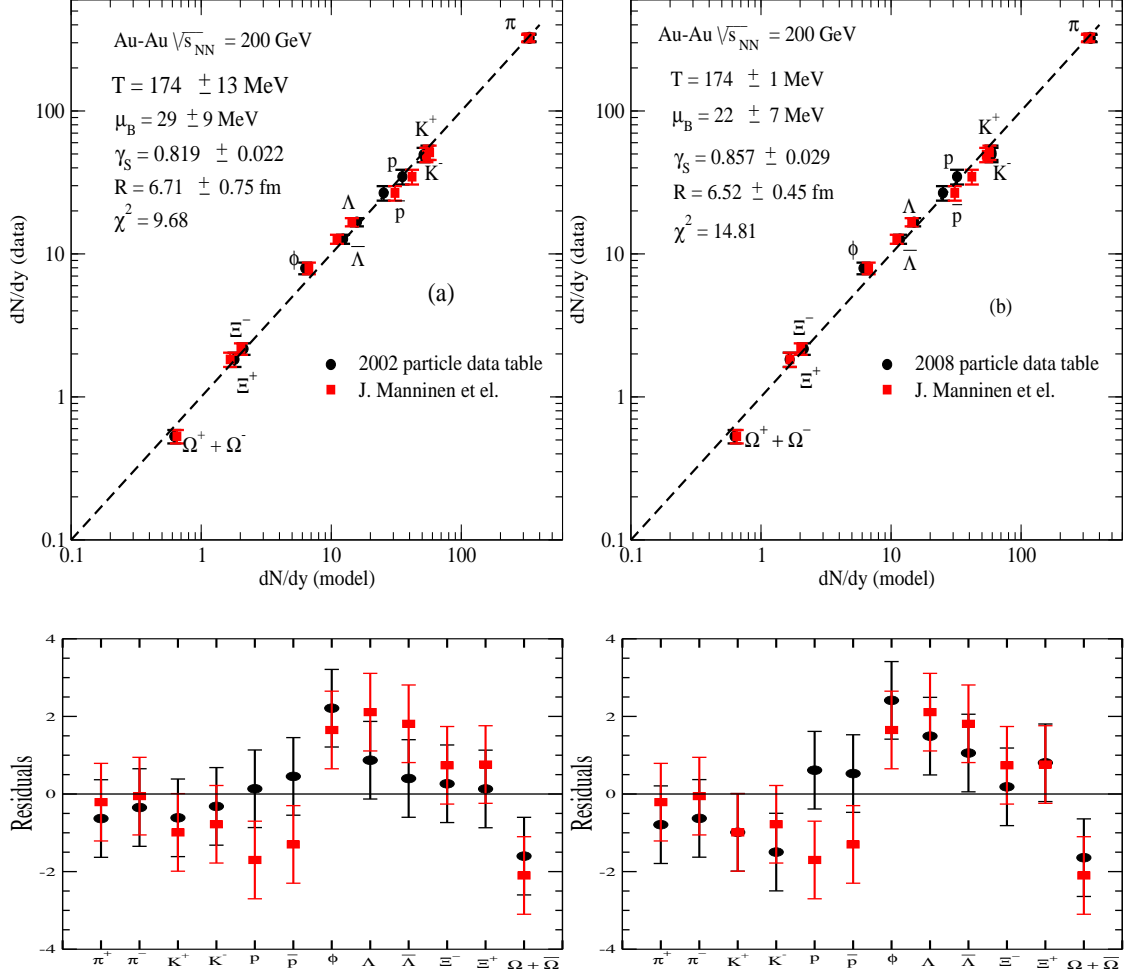 Au-Au √s_NN = 200 GeV
T = 174 ± 13 MeV
μ_B = 29 ± 9 MeV
γ_S = 0.819 ± 0.022
R = 6.71 ± 0.75 fm
χ² = 9.68
π
K⁺
K⁻
p
p̅
Λ
Λ̅
ϕ
(a)
Ξ⁻
Ξ⁺
2002 particle data table
J. Manninen et el.
Ω⁺ + Ω⁻
dN/dy (data)
100
10
1
0.1
0.1 1 10 100
dN/dy (model)
Au-Au √s_NN = 200 GeV
T = 174 ± 1 MeV
μ_B = 22 ± 7 MeV
γ_S = 0.857 ± 0.029
R = 6.52 ± 0.45 fm
χ² = 14.81
π
K⁺
K⁻
p
p̅
Λ
Λ̅
ϕ
(b)
Ξ⁻
Ξ⁺
2008 particle data table
J. Manninen et el.
Ω⁺ + Ω⁻
dN/dy (data)
100
10
1
0.1
0.1 1 10 100
dN/dy (model)
Residuals
4
2
0
-2
-4
π⁺ π⁻ K⁺ K⁻ p p̅ ϕ Λ Λ̅ Ξ⁻ Ξ⁺ Ω + Ω̅
Residuals
4
2
0
-2
-4
π⁺ π⁻ K⁺ K⁻ p p̅ ϕ Λ Λ̅ Ξ⁻ Ξ⁺ Ω + Ω̅